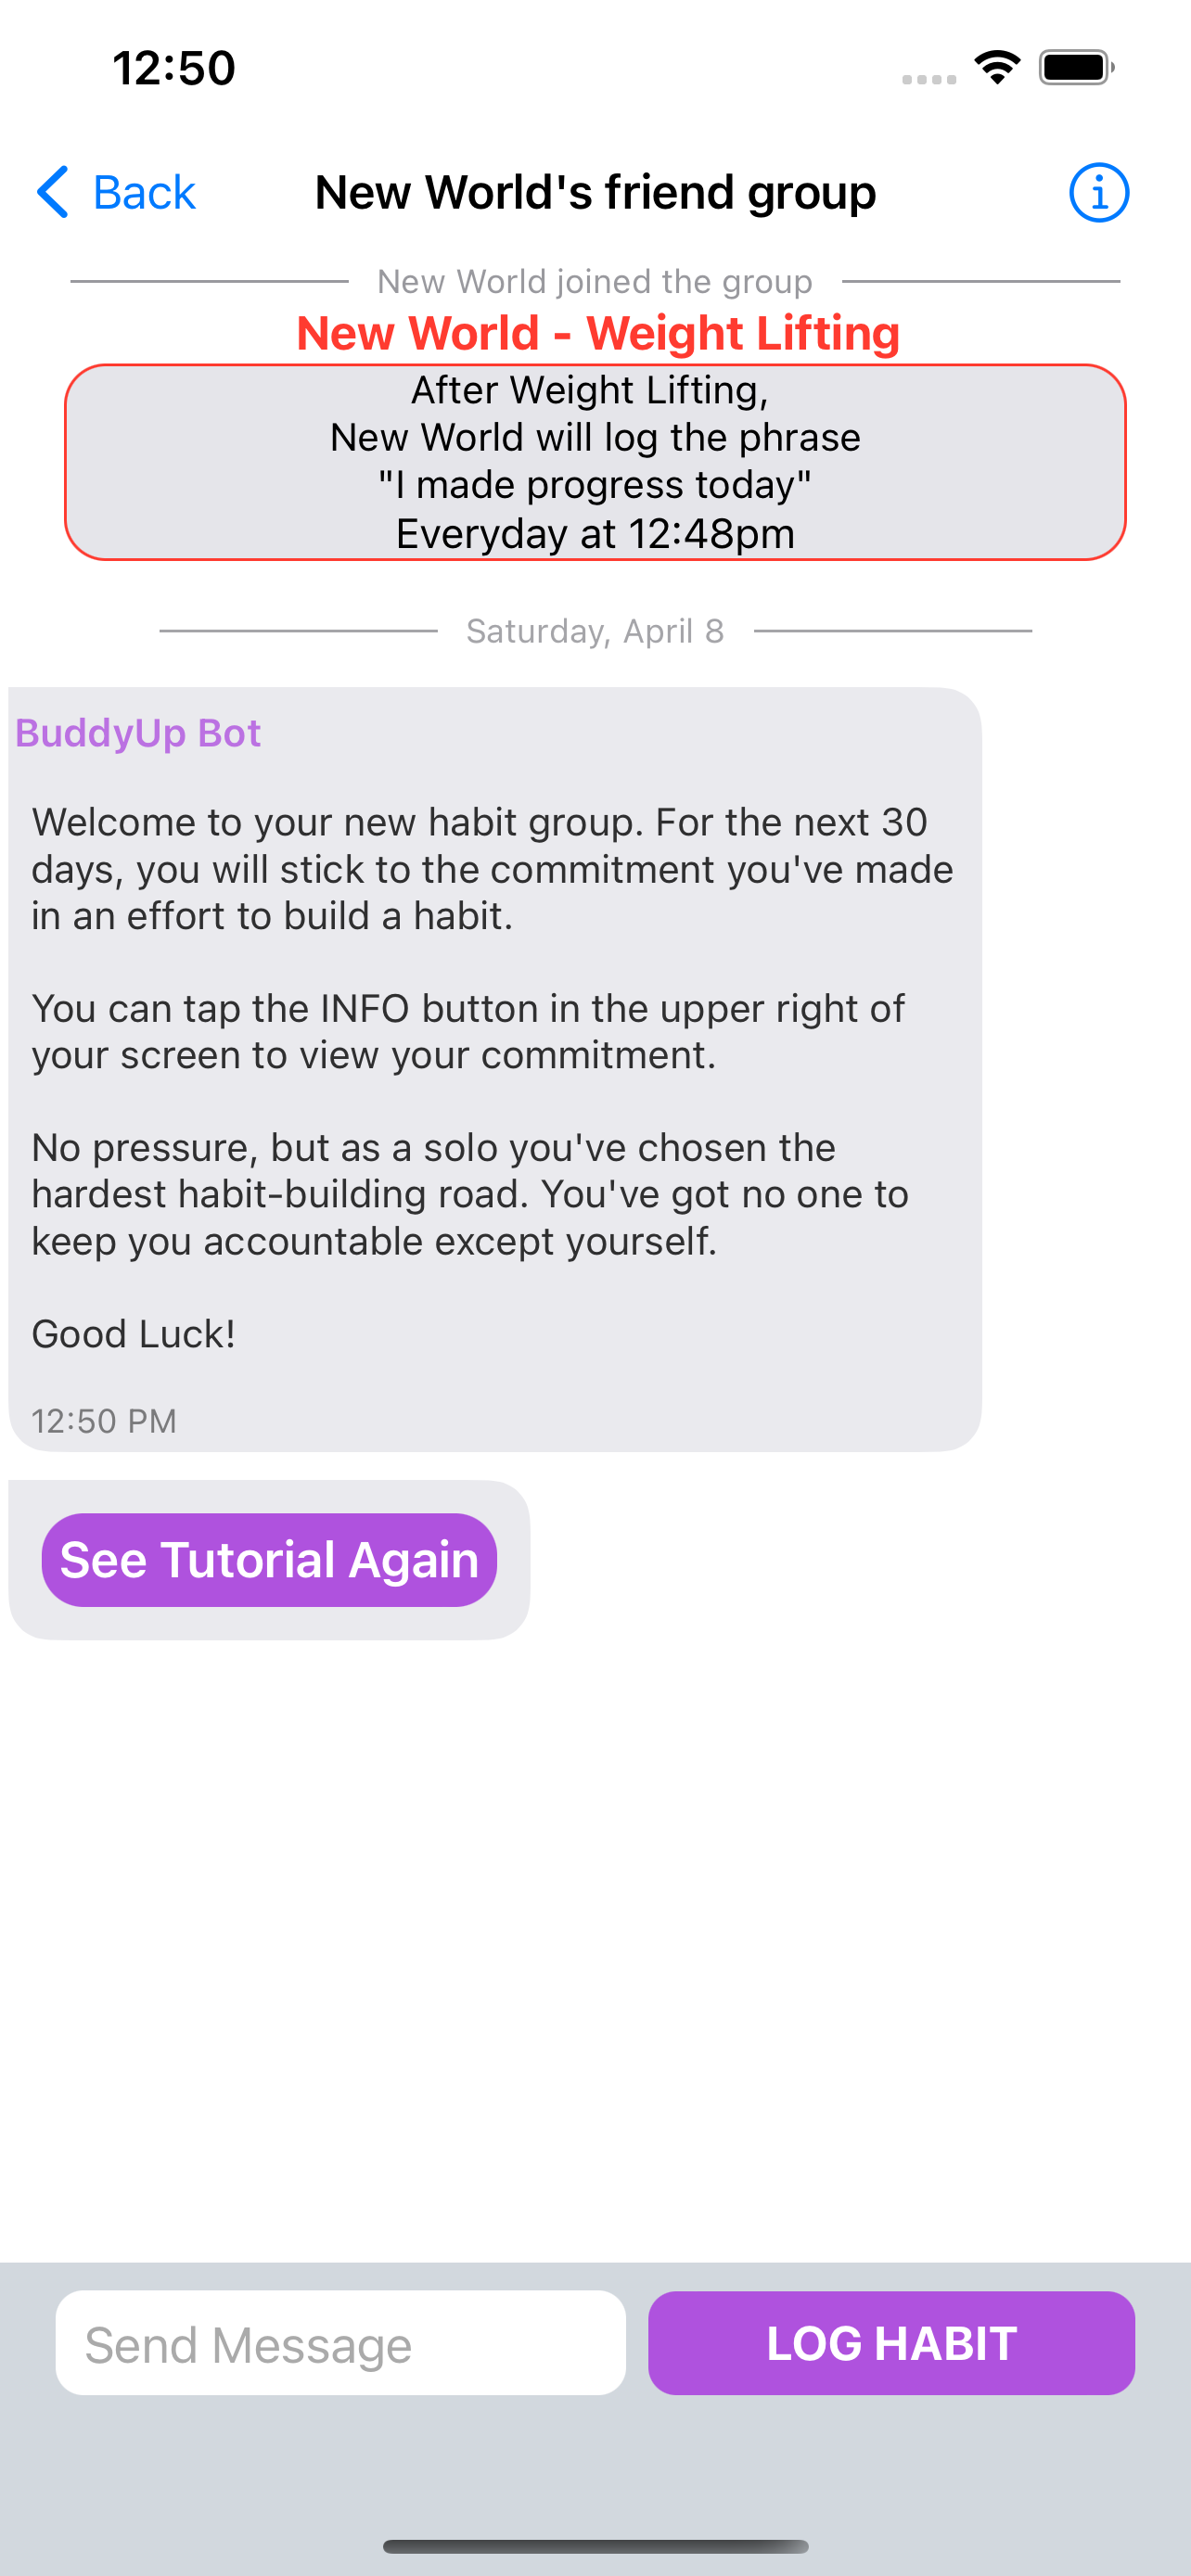 12:50
Back
New World's friend group
New World joined the group
New World - Weight Lifting
After Weight Lifting,
New World will log the phrase
"I made progress today"
Everyday at 12:48pm
Saturday, April 8
BuddyUp Bot
Welcome to your new habit group. For the next 30
days, you will stick to the commitment you've made
in an effort to build a habit.
You can tap the INFO button in the upper right of
your screen to view your commitment.
No pressure, but as a solo you've chosen the
hardest habit-building road. You've got no one to
keep you accountable except yourself.
Good Luck!
12:50 PM
See Tutorial Again
Send Message
LOG HABIT